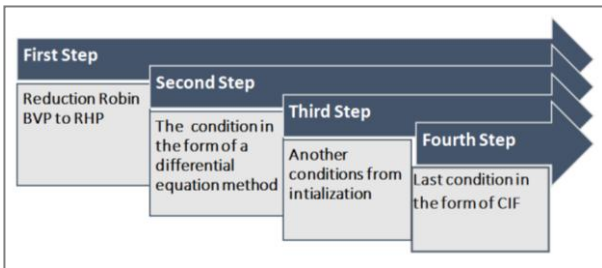 First Step
Reduction Robin
BVP to RHP
Second Step
The condition in
the form of a
differential
equation method
Third Step
Another
conditions from
intialization
Fourth Step
Last condition in
the form of CIF